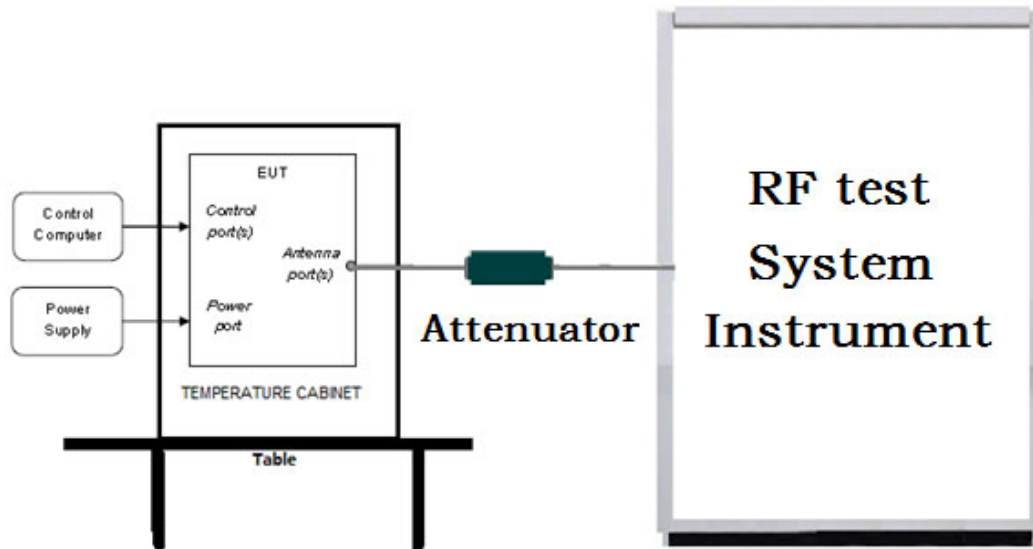 Control
Computer
Power
Supply
EUT
Control
port(s)
Antenna
port(s)
Power
port
TEMPERATURE CABINET
Table
Attenuator
RF test
System
Instrument